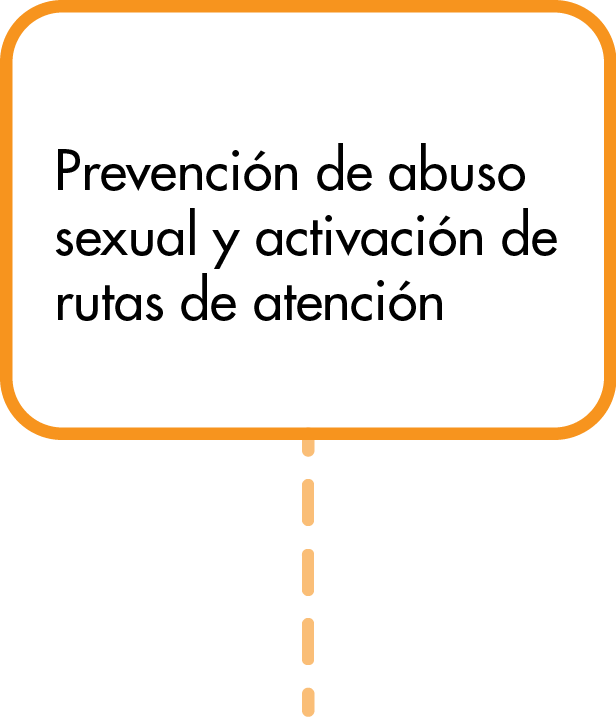 Prevención de abuso
sexual y activación de
rutas de atención